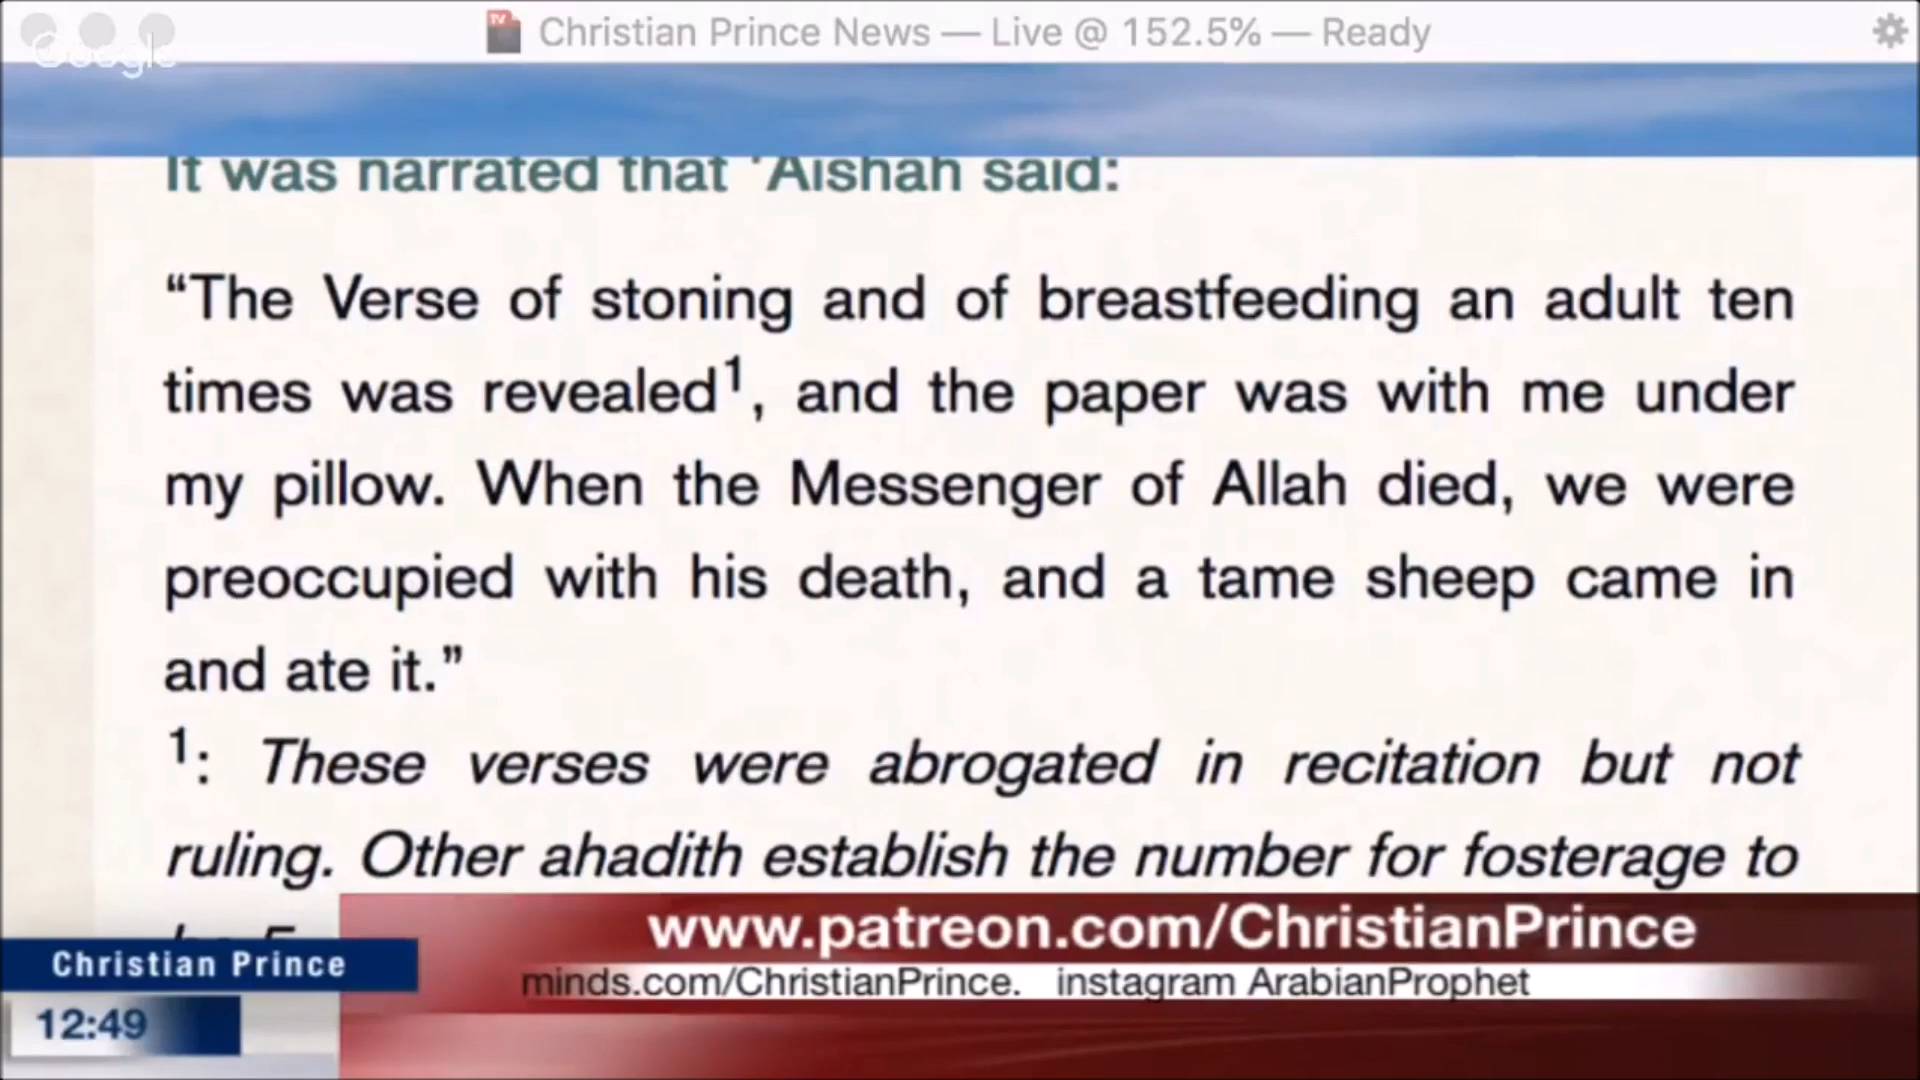 Christian Prince News — Live @ 152.5% — Ready
Google
It was narrated that 'Aishah said:
“The Verse of stoning and of breastfeeding an adult ten
times was revealed¹, and the paper was with me under
my pillow. When the Messenger of Allah died, we were
preoccupied with his death, and a tame sheep came in
and ate it.”
¹: These verses were abrogated in recitation but not
ruling. Other ahadith establish the number for fosterage to
www.patreon.com/ChristianPrince
Christian Prince
minds.com/ChristianPrince. instagram ArabianProphet
12:49